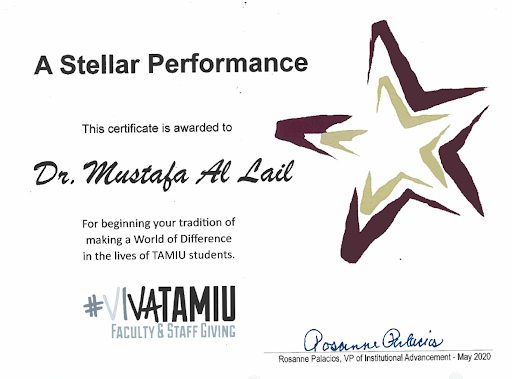 A Stellar Performance
This certificate is awarded to
Dr. Mustafa Al Lail
For beginning your tradition of
making a World of Difference
in the lives of TAMIU students.
#VIVATAMIU
FACULTY & STAFF GIVING
Rosanne Palacios
Rosanne Palacios, VP of Institutional Advancement - May 2020